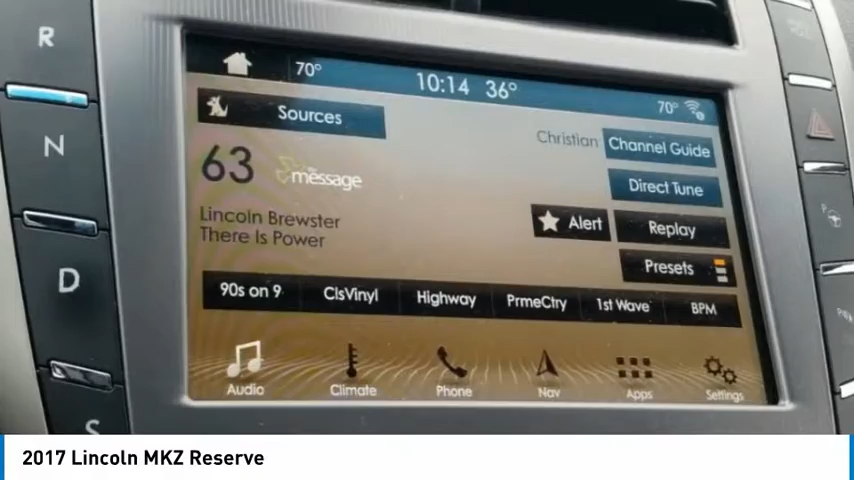 R
N
D
S
70°
10:14 36°
70°
Sources
Christian
Channel Guide
63
message
Direct Tune
Lincoln Brewster
There Is Power
Alert
Replay
Presets
90s on 9
ClsVinyl
Highway
PrmeCtry
1st Wave
BPM
Audio
Climate
Phone
Nav
Apps
Settings
2017 Lincoln MKZ Reserve